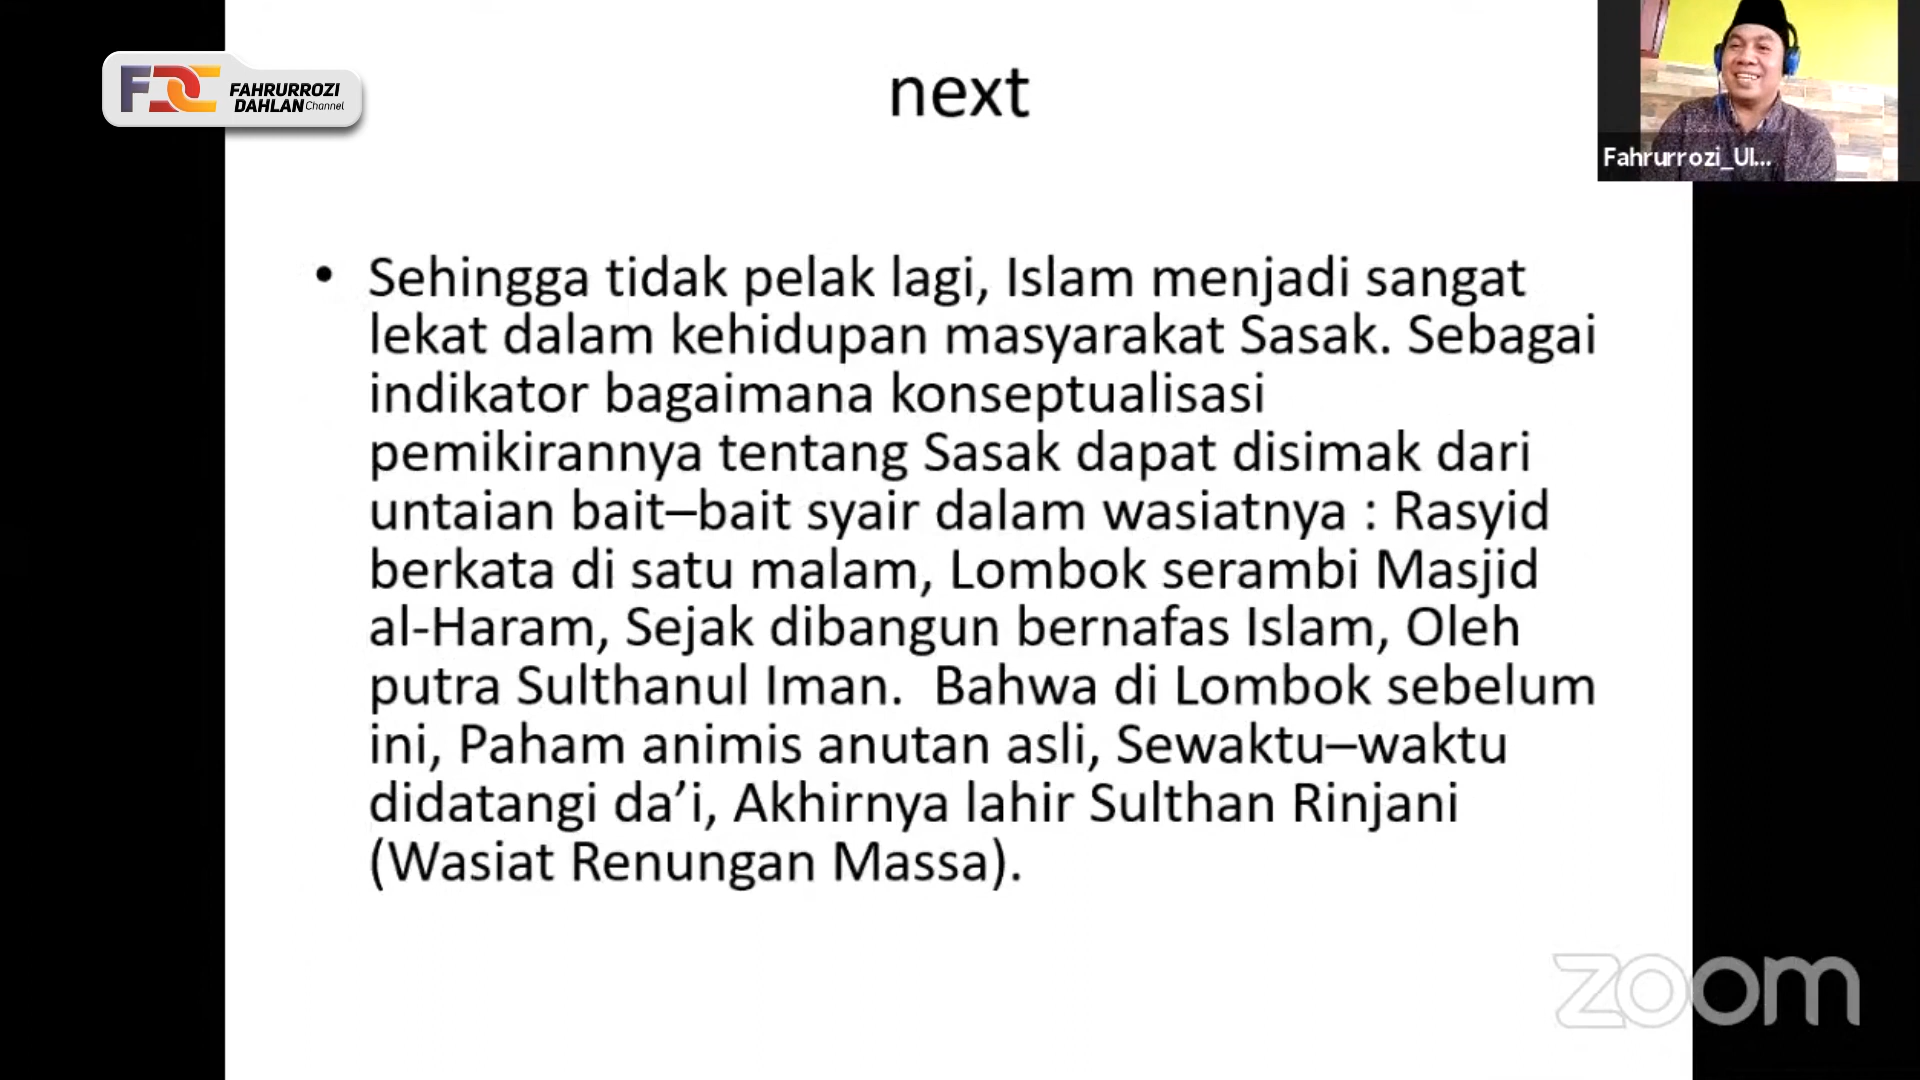 FDC
FAHRURROZI
DAHLAN Channel
next
Fahrurrozi_UI...
• Sehingga tidak pelak lagi, Islam menjadi sangat
lekat dalam kehidupan masyarakat Sasak. Sebagai
indikator bagaimana konseptualisasi
pemikirannya tentang Sasak dapat disimak dari
untaian bait–bait syair dalam wasiatnya : Rasyid
berkata di satu malam, Lombok serambi Masjid
al-Haram, Sejak dibangun bernafas Islam, Oleh
putra Sulthanul Iman.  Bahwa di Lombok sebelum
ini, Paham animis anutan asli, Sewaktu–waktu
didatangi da’i, Akhirnya lahir Sulthan Rinjani
(Wasiat Renungan Massa).
zoom